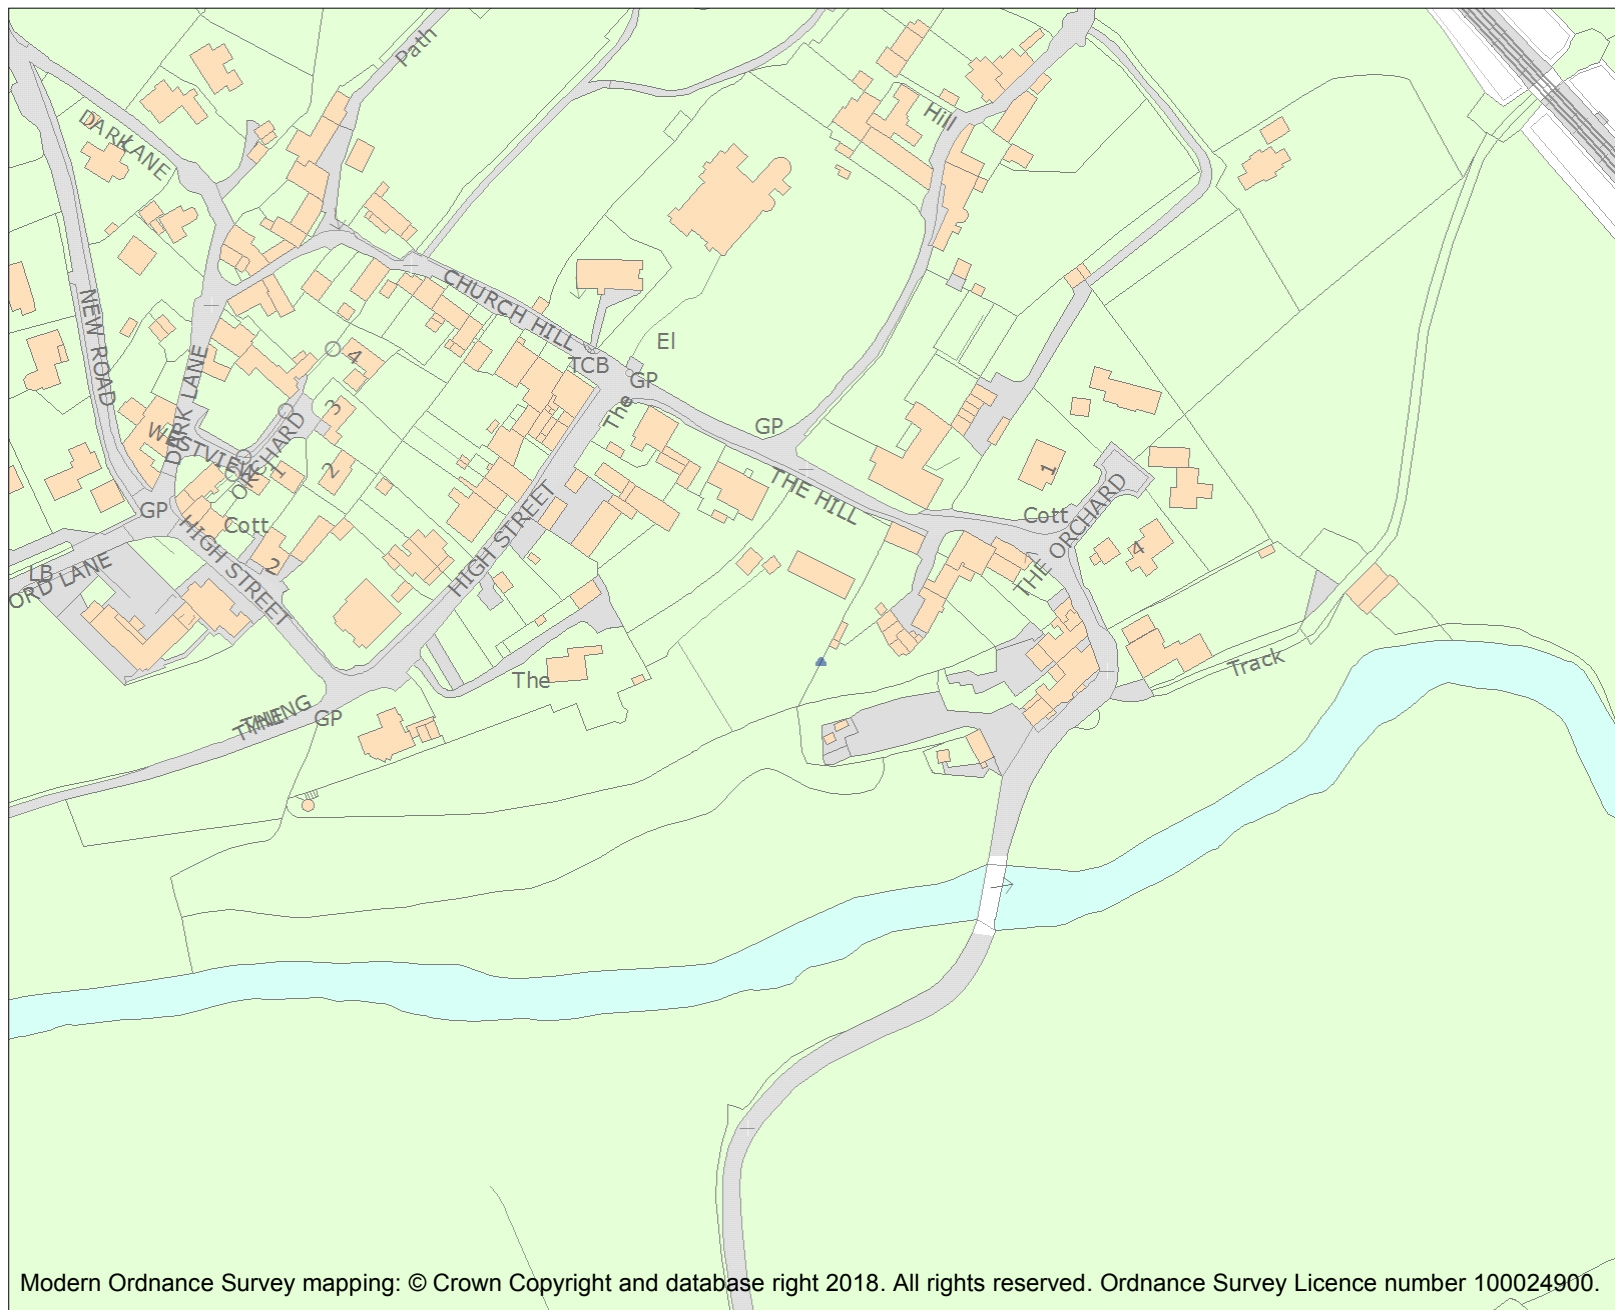 Path
DARK LANE
Hill
NEW ROAD
CHURCH HILL
El
TCB
GP
The
4
DARK LANE
3
GP
WESTVIEW
ORCHARD
1
2
THE HILL
1
HIGH STREET
GP
Cott
HIGH STREET
2
Cott
THE ORCHARD
4
LB
ORD LANE
The
Track
GP
Modern Ordnance Survey mapping: © Crown Copyright and database right 2018. All rights reserved. Ordnance Survey Licence number 100024900.